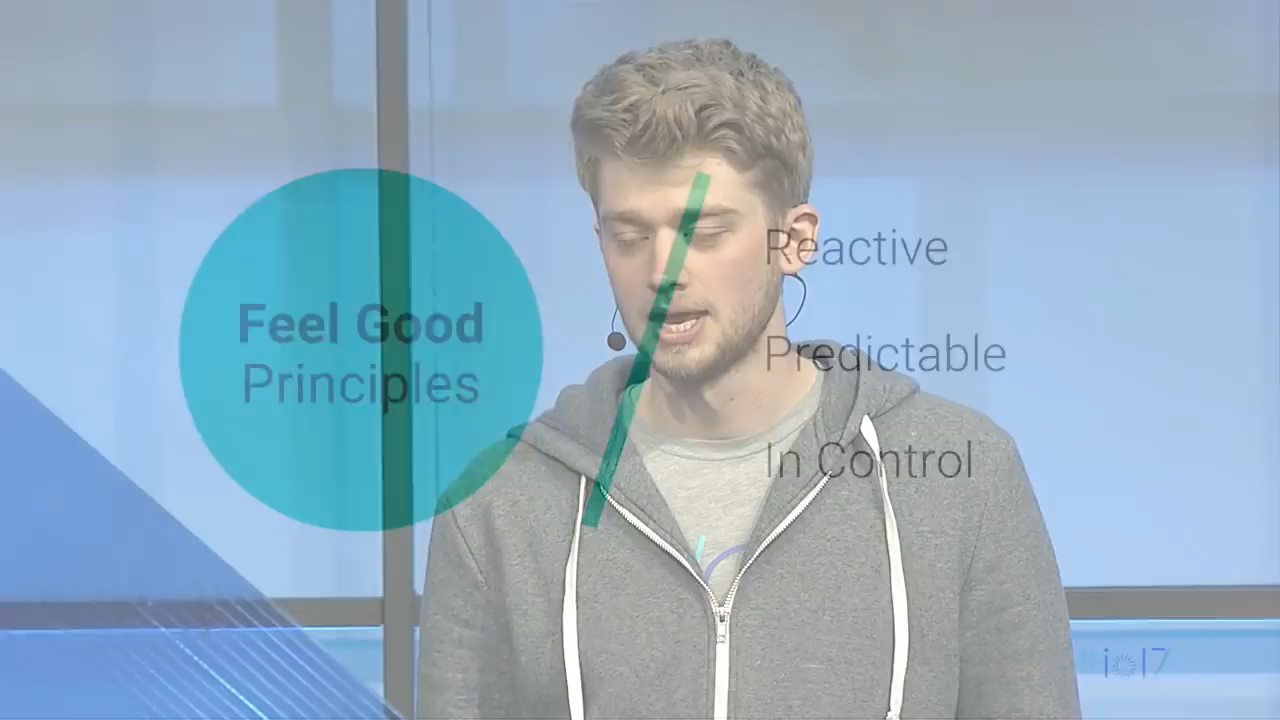 Feel Good
Principles
Reactive
Predictable
In Control
#io17